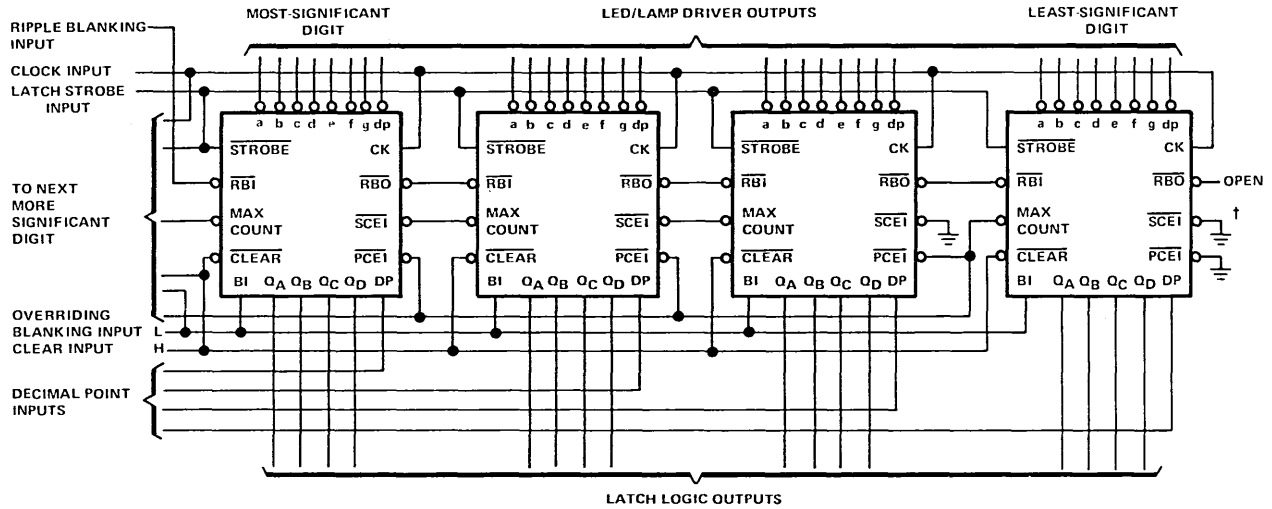 MOST-SIGNIFICANT
DIGIT
LED/LAMP DRIVER OUTPUTS
LEAST-SIGNIFICANT
DIGIT
RIPPLE BLANKING
INPUT
CLOCK INPUT
LATCH STROBE
INPUT
TO NEXT
MORE
SIGNIFICANT
DIGIT
OVERRIDING
BLANKING INPUT L
CLEAR INPUT H
DECIMAL POINT
INPUTS
a b c d e f g dp
STROBE CK
RBI RBO
MAX
COUNT
SCEI
CLEAR PCEI
BI QA QB QC QD DP
a b c d e f g dp
STROBE CK
RBI RBO
MAX
COUNT
SCEI
CLEAR PCEI
BI QA QB QC QD DP
a b c d e f g dp
STROBE CK
RBI RBO
MAX
COUNT
SCEI
CLEAR PCEI
BI QA QB QC QD DP
a b c d e f g dp
STROBE CK
RBI RBO
MAX
COUNT
SCEI
CLEAR PCEI
BI QA QB QC QD DP
OPEN
†
LATCH LOGIC OUTPUTS